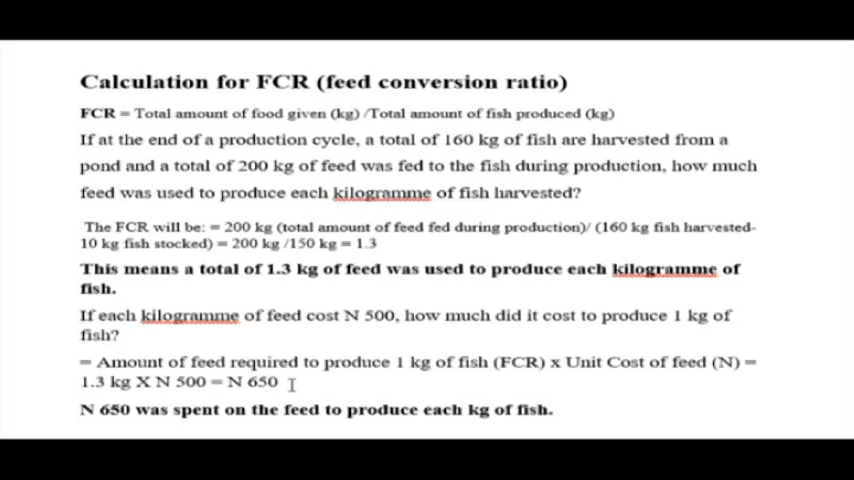 Calculation for FCR (feed conversion ratio)
FCR = Total amount of food given (kg) /Total amount of fish produced (kg)
If at the end of a production cycle, a total of 160 kg of fish are harvested from a
pond and a total of 200 kg of feed was fed to the fish during production, how much
feed was used to produce each kilogramme of fish harvested?
The FCR will be: = 200 kg (total amount of feed fed during production)/ (160 kg fish harvested-
10 kg fish stocked) = 200 kg /150 kg = 1.3
This means a total of 1.3 kg of feed was used to produce each kilogramme of
fish.
If each kilogramme of feed cost N 500, how much did it cost to produce 1 kg of
fish?
= Amount of feed required to produce 1 kg of fish (FCR) x Unit Cost of feed (N) =
1.3 kg X N 500 = N 650
N 650 was spent on the feed to produce each kg of fish.